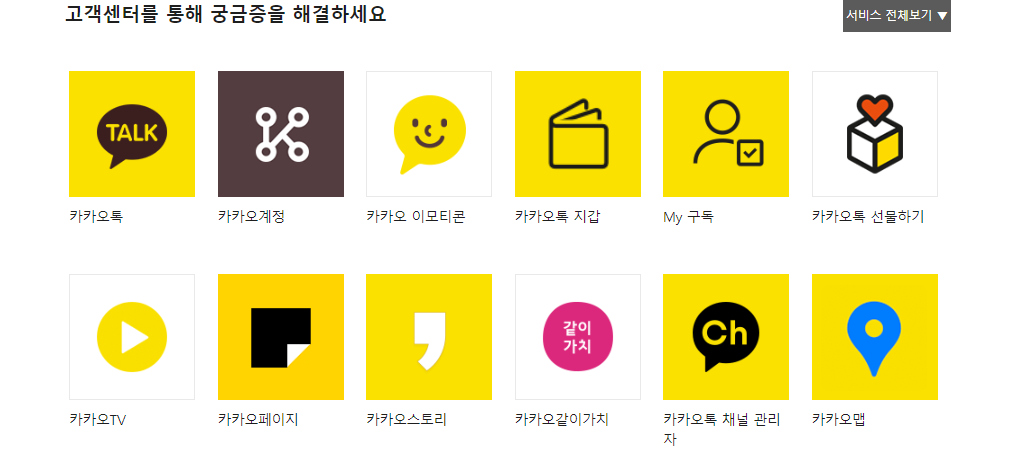 고객센터를 통해 궁금증을 해결하세요
서비스 전체보기 ▼
TALK
카카오톡
카카오계정
카카오 이모티콘
카카오톡 지갑
My 구독
카카오톡 선물하기
카카오TV
카카오페이지
카카오스토리
같이
가치
카카오같이가치
Ch
카카오톡 채널 관리
자
카카오맵